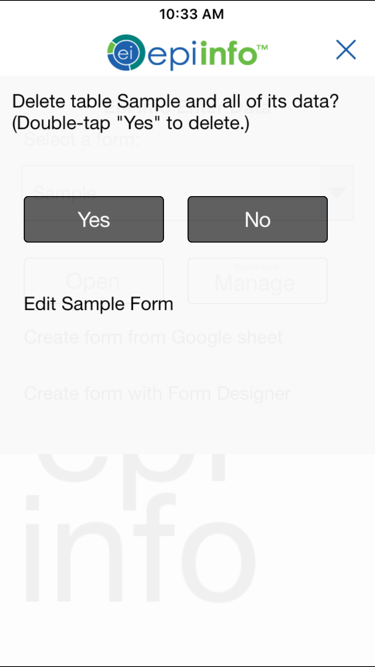 10:33 AM
ei epi info™
Delete table Sample and all of its data?
(Double-tap "Yes" to delete.)
Select a form:
Sample
Yes No
Open Manage
Edit Sample Form
Create form from Google sheet
Create form with Form Designer
epi
info